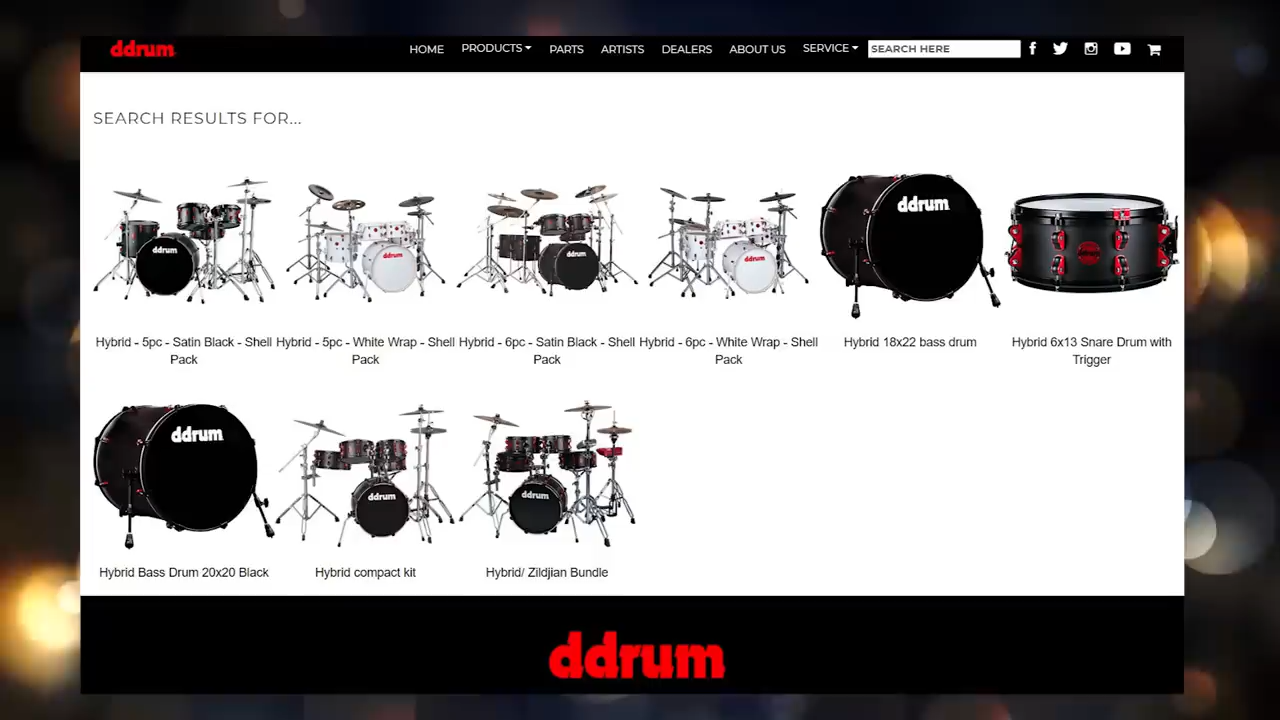 ddrum
HOME PRODUCTS PARTS ARTISTS DEALERS ABOUT US SERVICE SEARCH HERE
SEARCH RESULTS FOR...
ddrum ddrum ddrum ddrum ddrum
Hybrid - 5pc - Satin Black - Shell Pack
Hybrid - 5pc - White Wrap - Shell Pack
Hybrid - 6pc - Satin Black - Shell Pack
Hybrid - 6pc - White Wrap - Shell Pack
Hybrid 18x22 bass drum
Hybrid 6x13 Snare Drum with Trigger
ddrum ddrum ddrum
Hybrid Bass Drum 20x20 Black
Hybrid compact kit
Hybrid/ Zildjian Bundle
ddrum